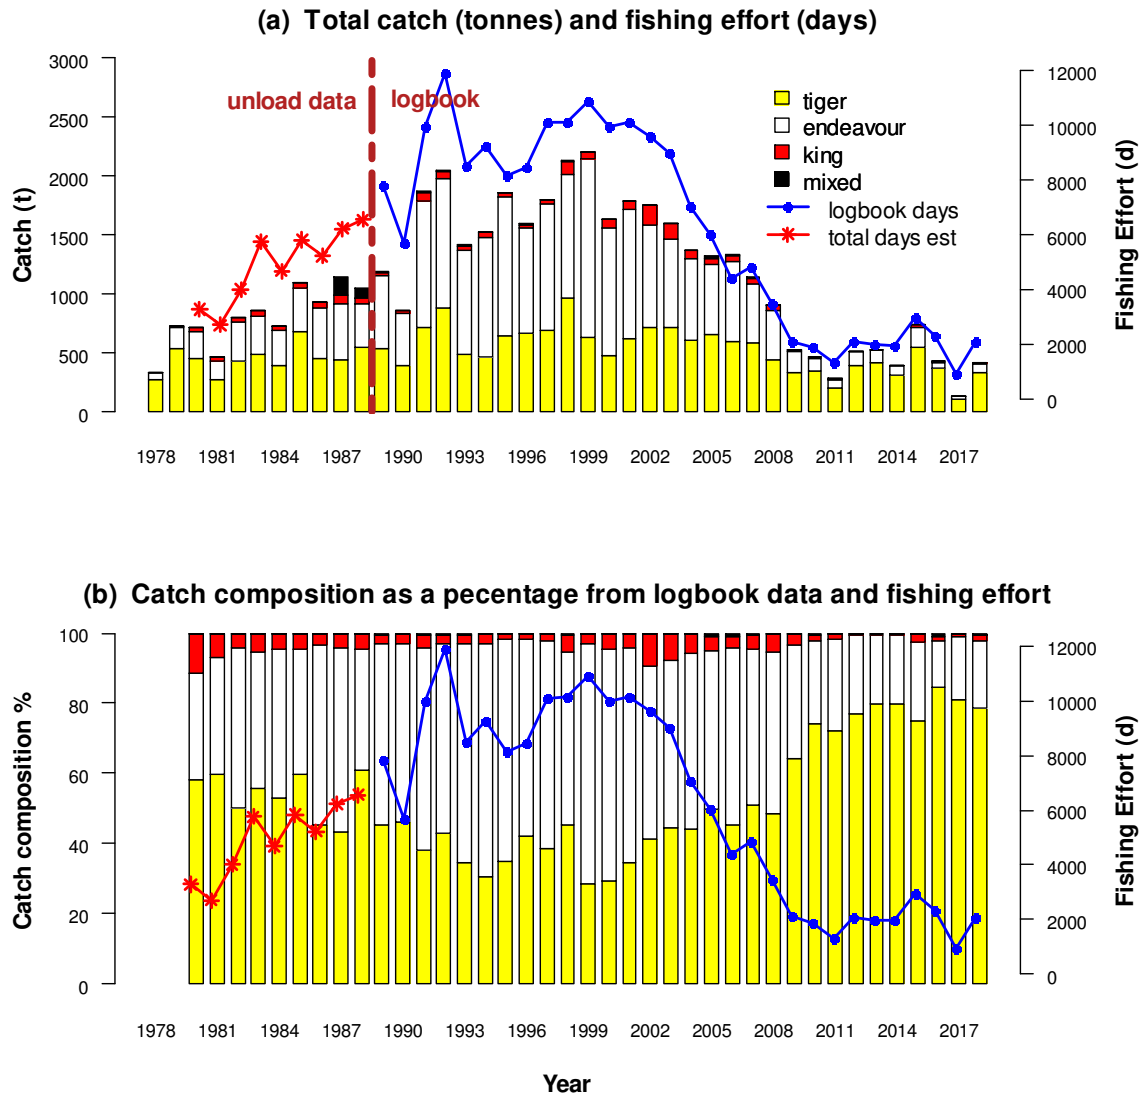 (a) Total catch (tonnes) and fishing effort (days)
3000
2500
2000
1500
1000
500
0
Catch (t)
unload data
logbook
tiger
endeavour
king
mixed
logbook days
total days est
12000
10000
8000
6000
4000
2000
0
Fishing Effort (d)
1978 1981 1984 1987 1990 1993 1996 1999 2002 2005 2008 2011 2014 2017
(b) Catch composition as a pecentage from logbook data and fishing effort
100
80
60
40
20
0
Catch composition %
12000
10000
8000
6000
4000
2000
0
Fishing Effort (d)
1978 1981 1984 1987 1990 1993 1996 1999 2002 2005 2008 2011 2014 2017
Year